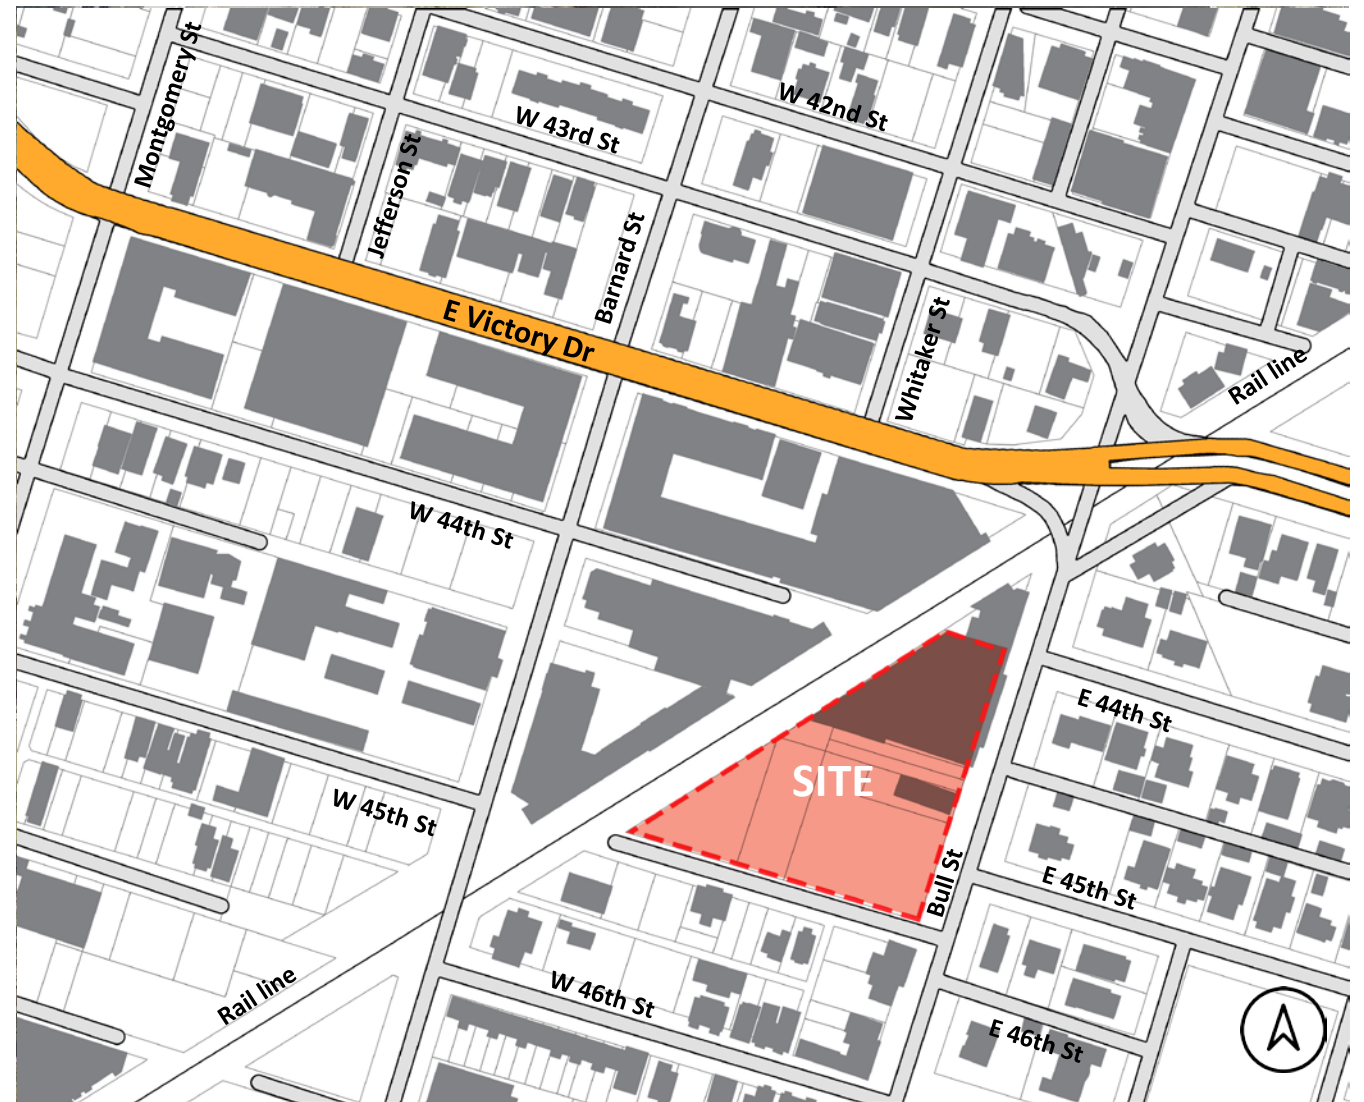 Montgomery St
W 42nd St
W 43rd St
Jefferson St
Barnard St
E Victory Dr
Whitaker St
Rail line
W 44th St
E 44th St
SITE
W 45th St
Bull St
E 45th St
Rail line
W 46th St
E 46th St